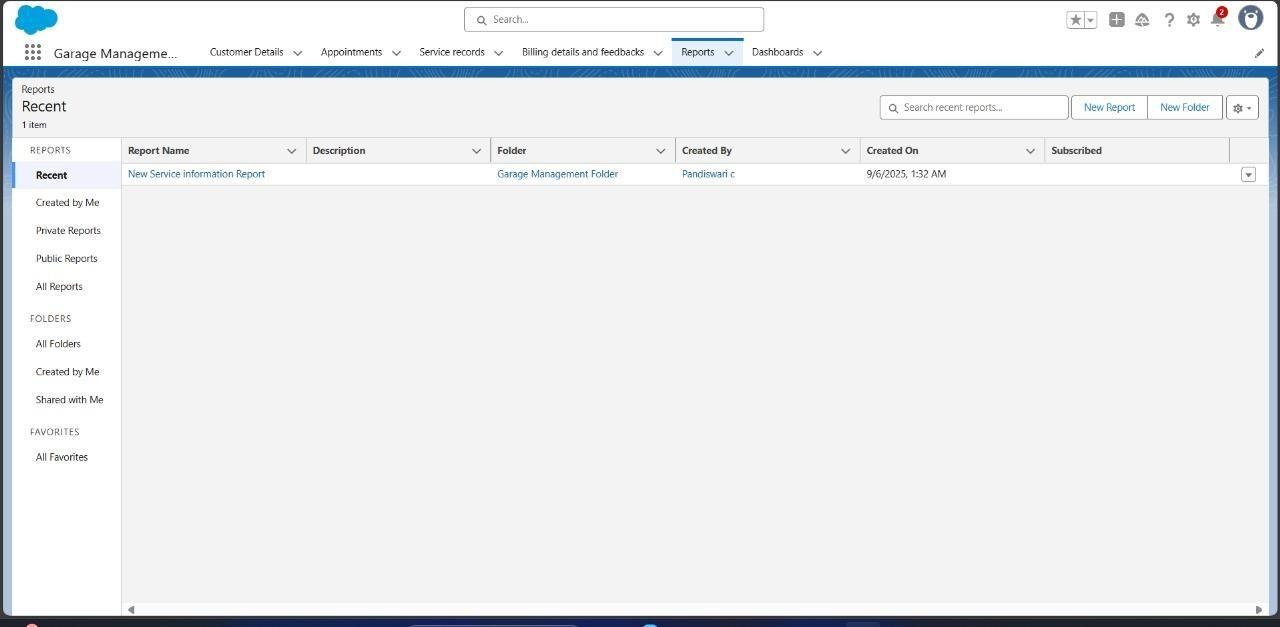 Search...
2
Garage Manageme...
Customer Details
Appointments
Service records
Billing details and feedbacks
Reports
Dashboards
Reports
Recent
1 item
Search recent reports...
New Report
New Folder
REPORTS
Report Name
Description
Folder
Created By
Created On
Subscribed
Recent
New Service information Report
Garage Management Folder
Pandiswari c
9/6/2025, 1:32 AM
Created by Me
Private Reports
Public Reports
All Reports
FOLDERS
All Folders
Created by Me
Shared with Me
FAVORITES
All Favorites